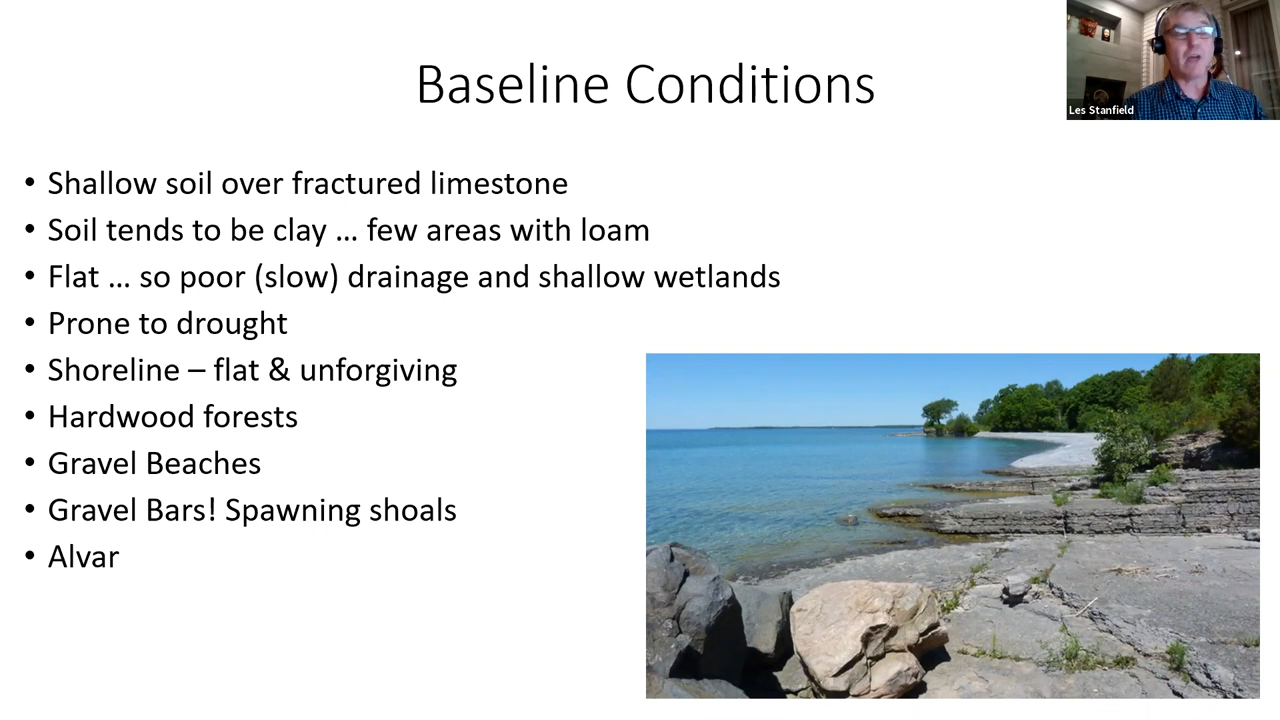 Baseline Conditions
Les Stanfield
• Shallow soil over fractured limestone
• Soil tends to be clay … few areas with loam
• Flat … so poor (slow) drainage and shallow wetlands
• Prone to drought
• Shoreline – flat & unforgiving
• Hardwood forests
• Gravel Beaches
• Gravel Bars! Spawning shoals
• Alvar